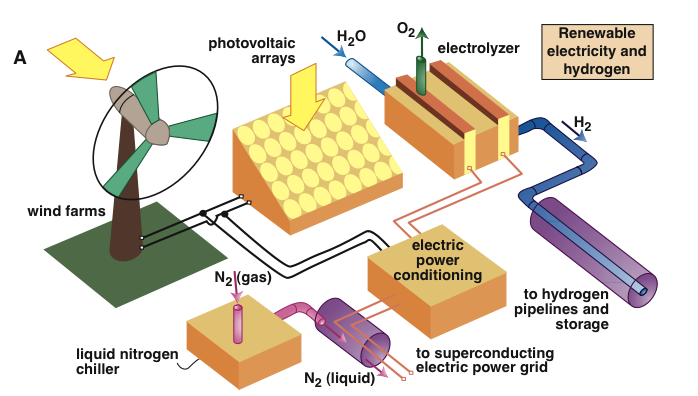 A
photovoltaic
arrays
H2O
O2
electrolyzer
Renewable
electricity and
hydrogen
H2
wind farms
electric
power
conditioning
N2 (gas)
to hydrogen
pipelines and
storage
liquid nitrogen
chiller
N2 (liquid)
to superconducting
electric power grid